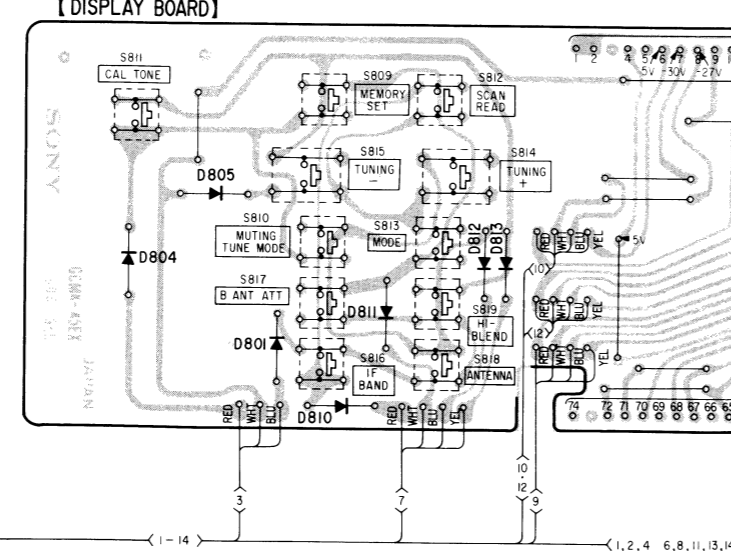 【DISPLAY BOARD】
S811
CAL TONE
S809
MEMORY
SET
S812
SCAN
READ
1 2 4 5 6 7 8 9
5V -30V -27V
SONY
D805
S815
TUNING
−
S814
TUNING
+
S810
MUTING
TUNE MODE
S813
MODE
D812
D813
RED
WHT
BLU
YEL
5V
D804
(10)
S817
B ANT ATT
D811
S819
HI-
BLEND
RED
WHT
BLU
YEL
(12)
D801
S816
IF
BAND
S818
ANTENNA
RED
WHT
BLU
YEL
JAPAN
RED
WHT
BLU
D810
RED
WHT
BLU
YEL
74 72 71 70 69 68 67 66 65
3
7
10
·
12
9
1-14
1,2,4 6,8,11,13,14